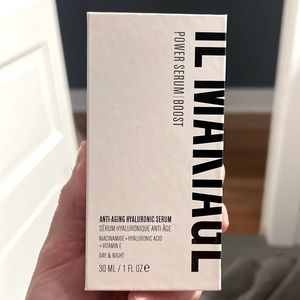 IL MAKIAGE
POWER SERUM | BOOST
ANTI-AGING HYALURONIC SERUM
SÉRUM HYALURONIQUE ANTI-ÂGE
NIACINAMIDE + HYALURONIC ACID
+ VITAMIN E
DAY & NIGHT
30 ML / 1 FL OZ ℮